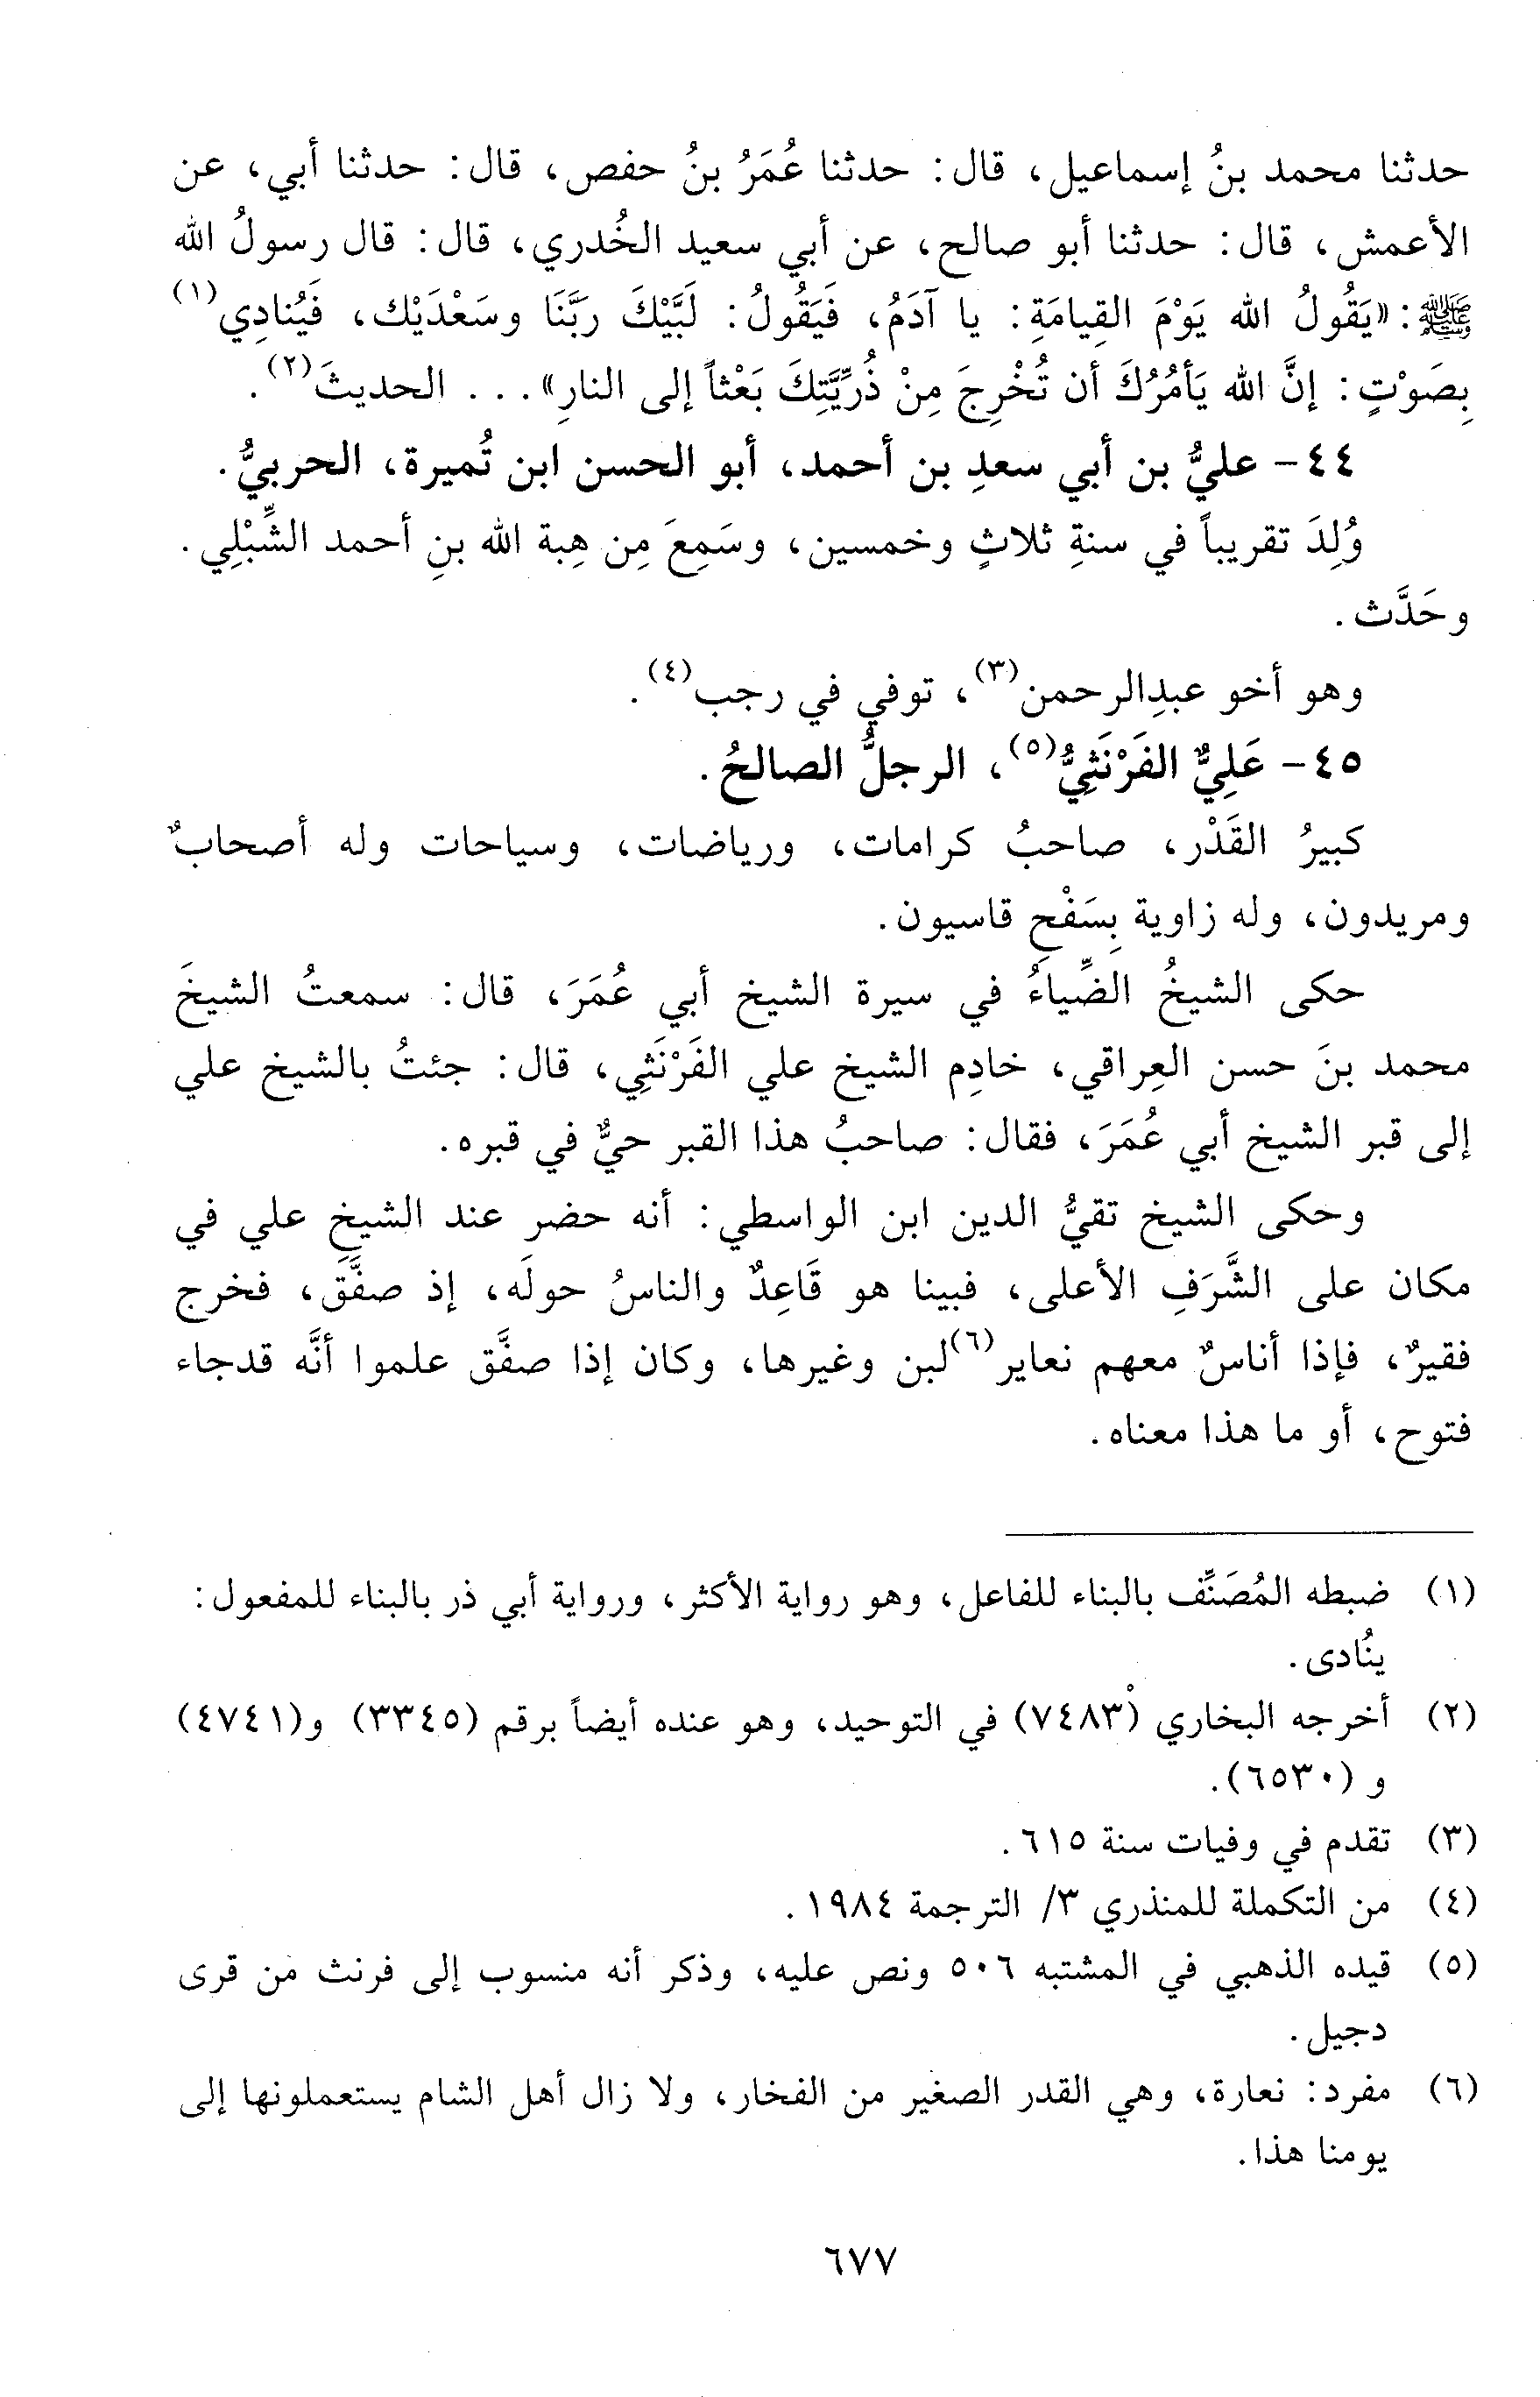 حدثنا محمد بنُ إسماعيل، قال: حدثنا عُمَرُ بنُ حفص، قال: حدثنا أبي، عن
الأعمش، قال: حدثنا أبو صالح، عن أبي سعيد الخُدري، قال: قال رسولُ الله
ﷺ: «يَقُولُ الله يَوْمَ القِيامَةِ: يا آدَمُ، فَيَقُولُ: لَبَّيْكَ رَبَّنَا وسَعْدَيْك، فَيُنادِي(١)
بِصَوْتٍ: إنَّ الله يَأمُرُكَ أن تُخْرِجَ مِنْ ذُرِّيَّتِكَ بَعْثاً إلى النارِ» . . . الحديثَ(٢).
٤٤ - عليُّ بن أبي سعدِ بن أحمد، أبو الحسن ابن تُميرة، الحربيُّ.
وُلِدَ تقريباً في سنةِ ثلاثٍ وخمسين، وسَمِعَ مِن هِبة الله بنِ أحمد الشِّبْلِي.
وحَدَّث.
وهو أخو عبدِالرحمن(٣)، توفي في رجب(٤).
٤٥ - عَلِيٌّ الفَرْنَثِيُّ(٥)، الرجلُ الصالحُ.
كبيرُ القَدْر، صاحبُ كرامات، ورياضات، وسياحات وله أصحابٌ
ومريدون، وله زاوية بِسَفْحِ قاسيون.
حكى الشيخُ الضِّياءُ في سيرة الشيخ أبي عُمَرَ، قال: سمعتُ الشيخَ
محمد بنَ حسن العِراقي، خادِم الشيخ علي الفَرْنَثِي، قال: جئتُ بالشيخ علي
إلى قبر الشيخ أبي عُمَرَ، فقال: صاحبُ هذا القبر حيٌّ في قبره.
وحكى الشيخ تقيُّ الدين ابن الواسطي: أنه حضر عند الشيخِ علي في
مكان على الشَّرَفِ الأعلى، فبينا هو قَاعِدٌ والناسُ حولَه، إذ صفَّق، فخرج
فقيرٌ، فإذا أناسٌ معهم نعاير(٦) لبن وغيرها، وكان إذا صفَّق علموا أنَّه قدجاء
فتوح، أو ما هذا معناه.
(١) ضبطه المُصَنِّف بالبناء للفاعل، وهو رواية الأكثر، ورواية أبي ذر بالبناء للمفعول:
ينُادى.
(٢) أخرجه البخاري (٧٤٨٣) في التوحيد، وهو عنده أيضاً برقم (٣٣٤٥) و(٤٧٤١)
و (٦٥٣٠).
(٣) تقدم في وفيات سنة ٦١٥.
(٤) من التكملة للمنذري ٣/ الترجمة ١٩٨٤.
(٥) قيده الذهبي في المشتبه ٥٠٦ ونص عليه، وذكر أنه منسوب إلى فرنث من قرى
دجيل.
(٦) مفرد: نعارة، وهي القدر الصغير من الفخار، ولا زال أهل الشام يستعملونها إلى
يومنا هذا.
٦٧٧